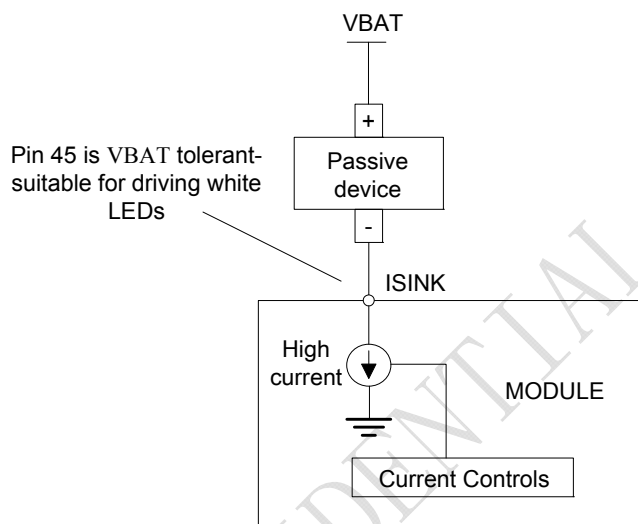 VBAT
+
Passive
device
-
Pin 45 is VBAT tolerant-
suitable for driving white
LEDs
ISINK
High
current
MODULE
Current Controls